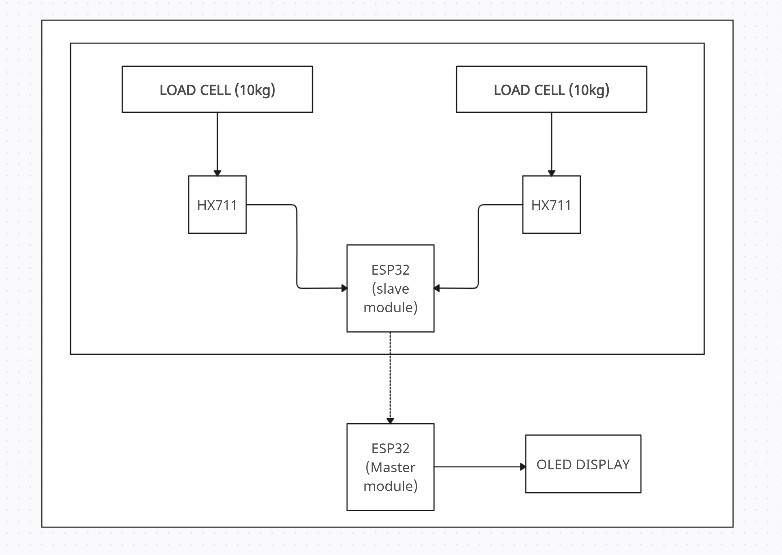 LOAD CELL (10kg)
LOAD CELL (10kg)
HX711
HX711
ESP32
(slave
module)
ESP32
(Master
module)
OLED DISPLAY